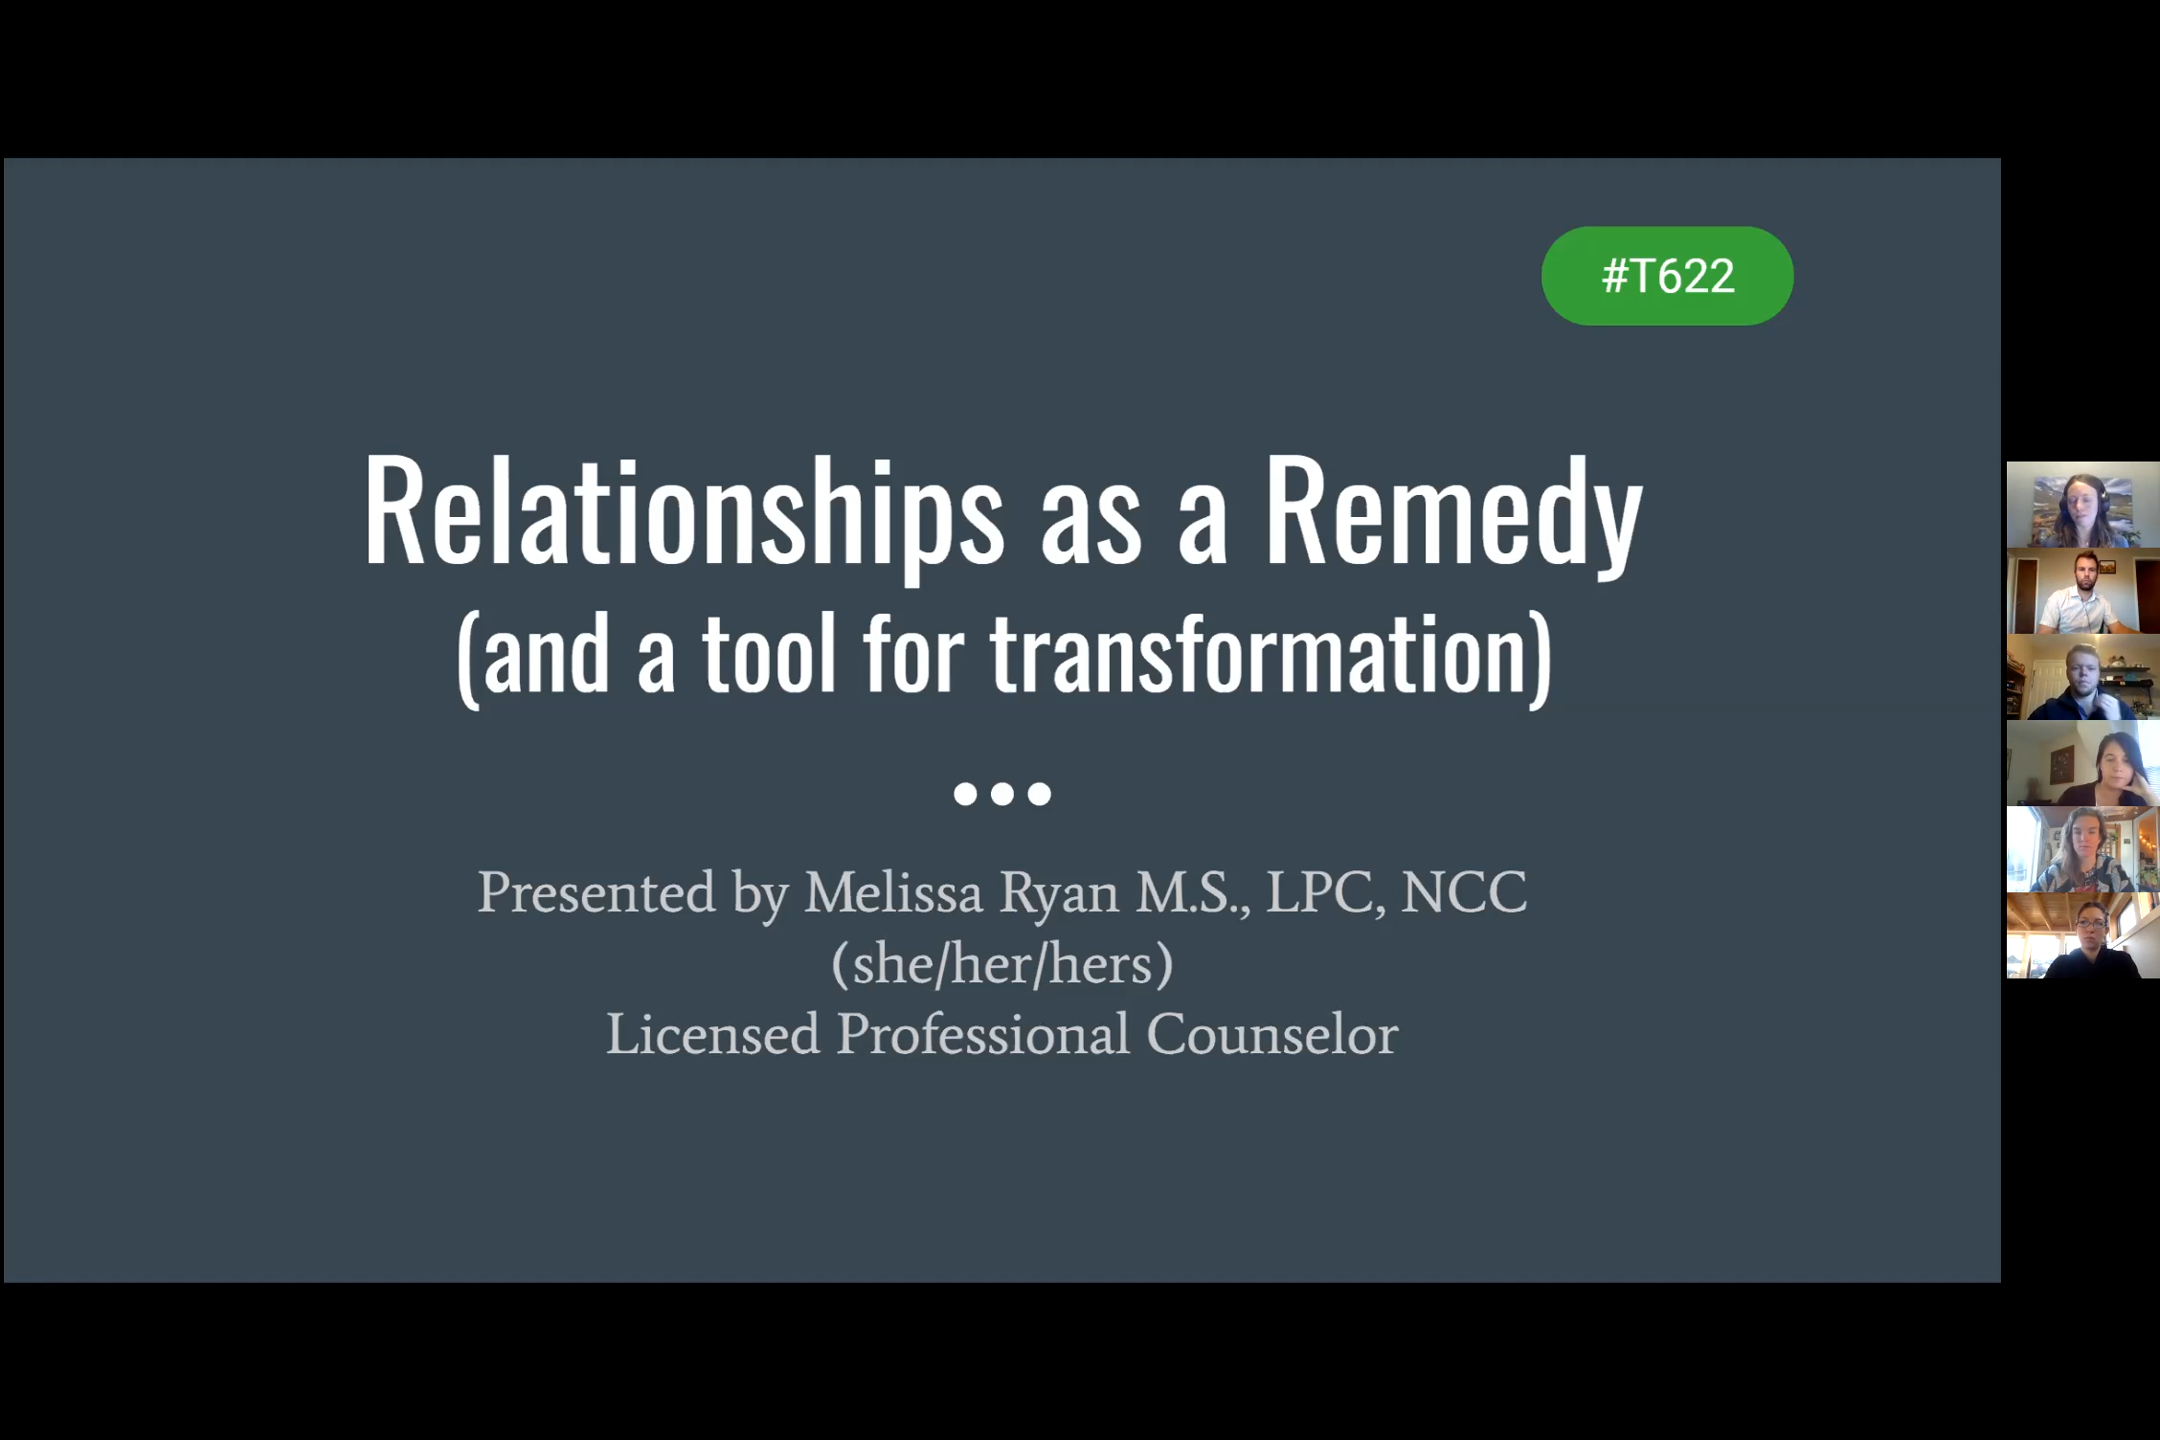 #T622
Relationships as a Remedy
(and a tool for transformation)
Presented by Melissa Ryan M.S., LPC, NCC
(she/her/hers)
Licensed Professional Counselor